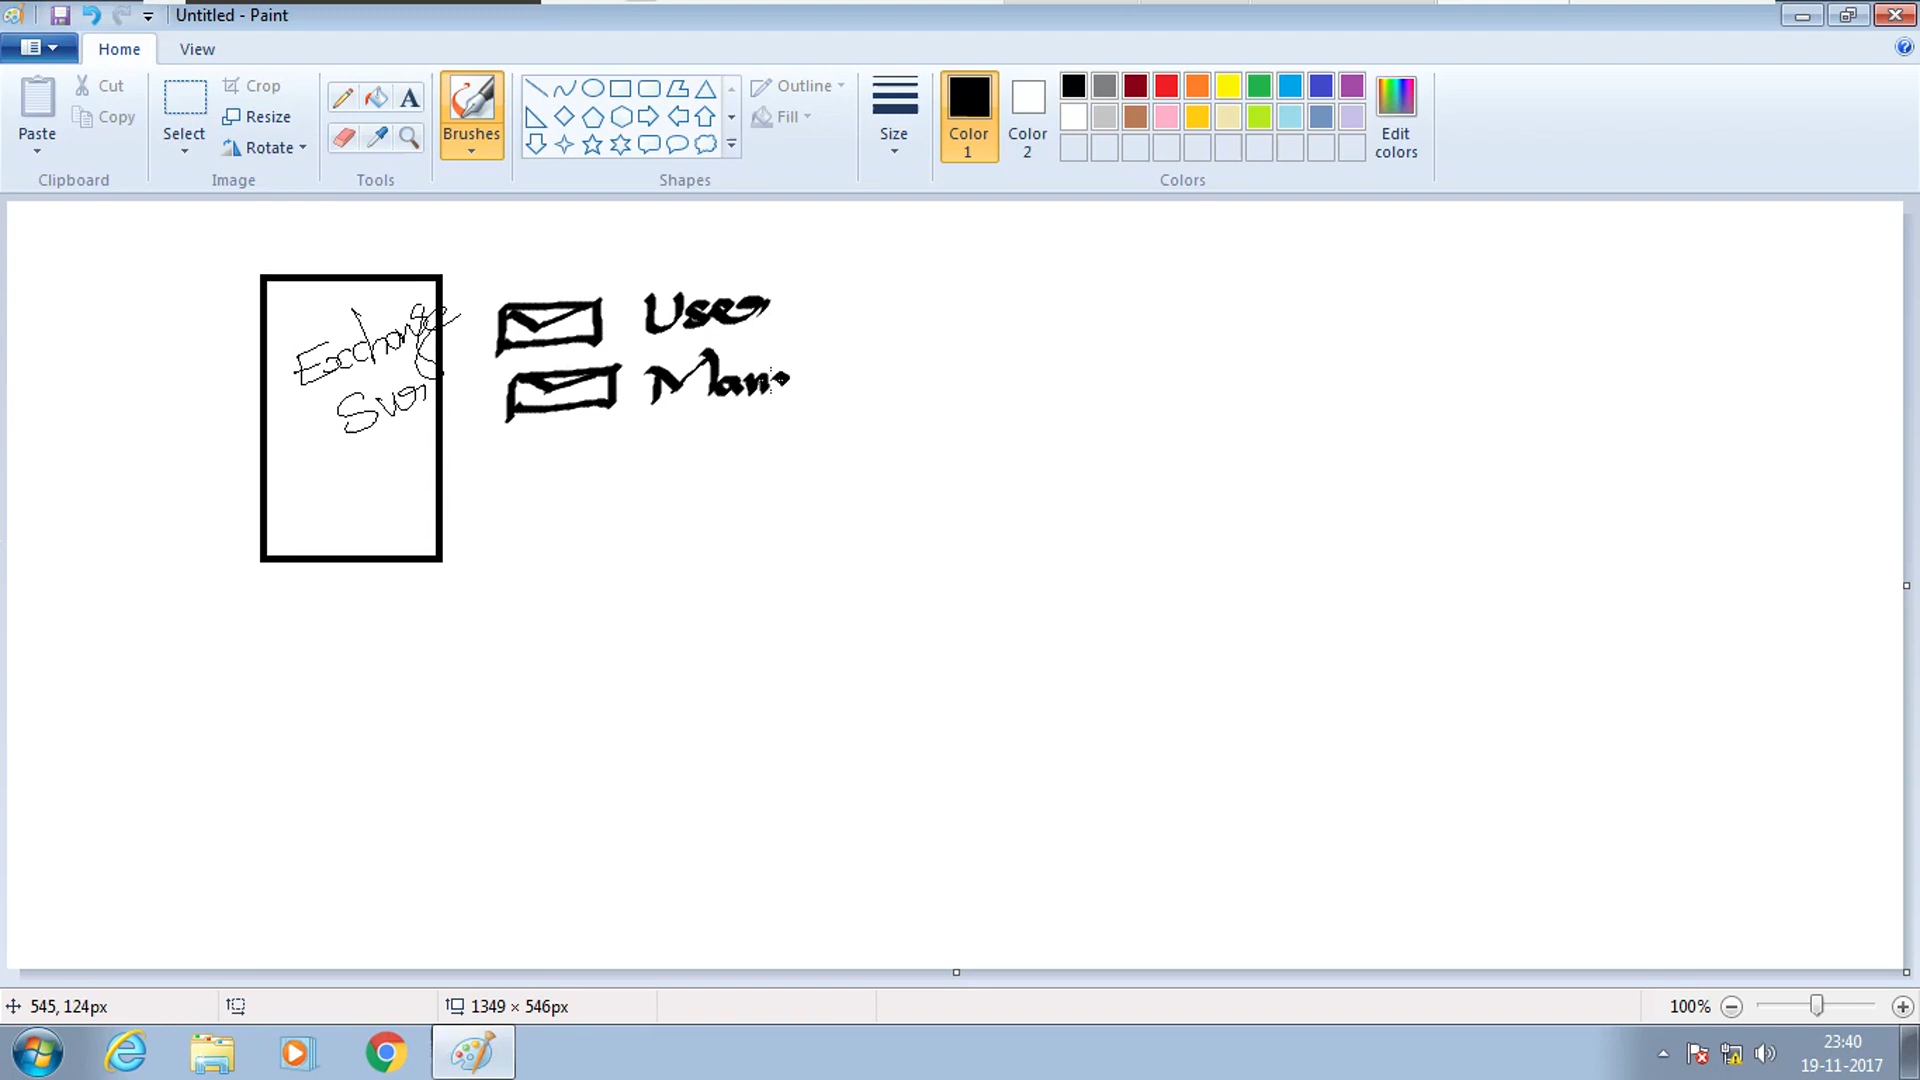 Untitled - Paint
Home
View
Paste
Cut
Copy
Clipboard
Select
Crop
Resize
Rotate
Image
A
Tools
Brushes
Shapes
Outline
Fill
Size
Color
1
Color
2
Edit
colors
Colors
Exchange
User
Man
545, 124px
1349 × 546px
100%
23:40
19-11-2017